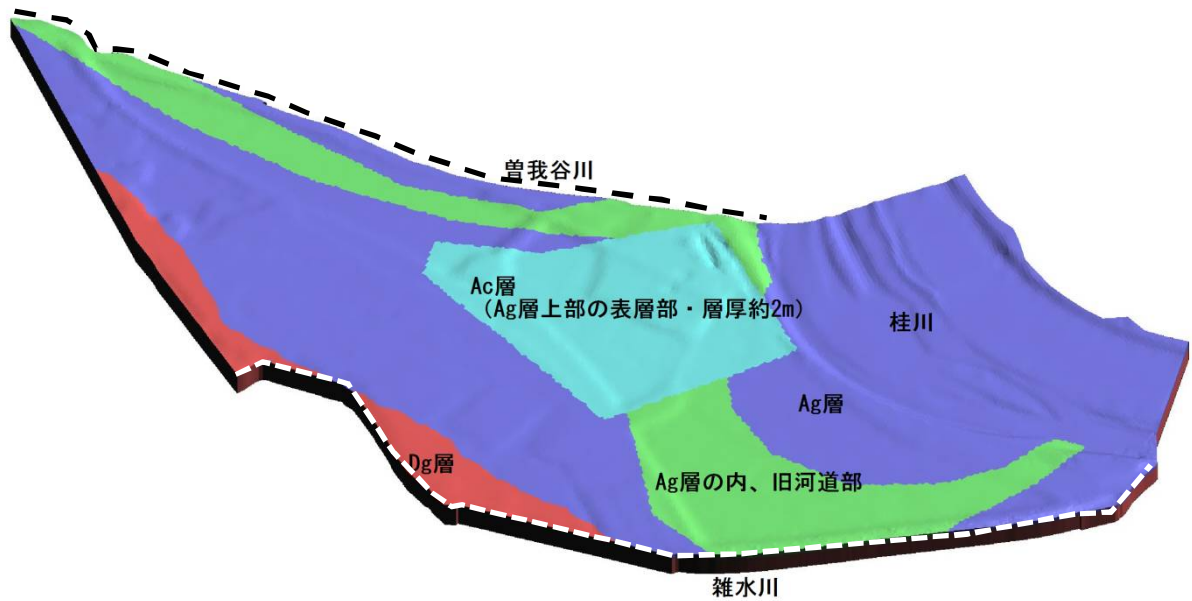 曽我谷川
Ac層
（Ag層上部の表層部・層厚約2m）
桂川
Ag層
Dg層
Ag層の内、旧河道部
雑水川